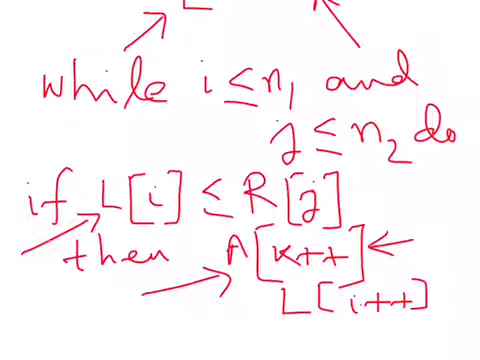 while i ≤ n₁ and
j ≤ n₂ do
if L[i] ≤ R[j]
then A[k++]
L[i++]